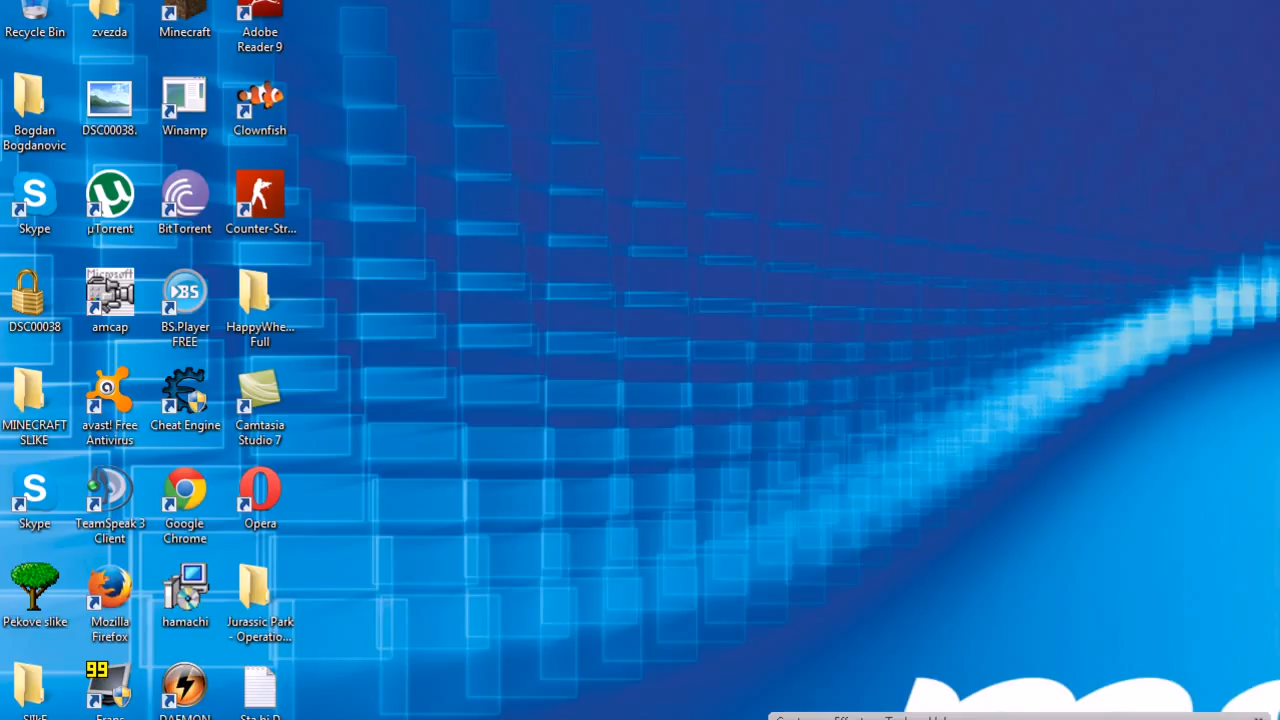 Recycle Bin
zvezda
Minecraft
Adobe
Reader 9
Bogdan
Bogdanovic
DSC00038.
Winamp
Clownfish
Skype
µTorrent
BitTorrent
Counter-Str...
DSC00038
Microsoft
amcap
BS.Player
FREE
HappyWhe...
Full
MINECRAFT
SLIKE
avast! Free
Antivirus
Cheat Engine
Camtasia
Studio 7
Skype
TeamSpeak 3
Client
Google
Chrome
Opera
Pekove slike
Mozilla
Firefox
hamachi
Jurassic Park
- Operatio...
99